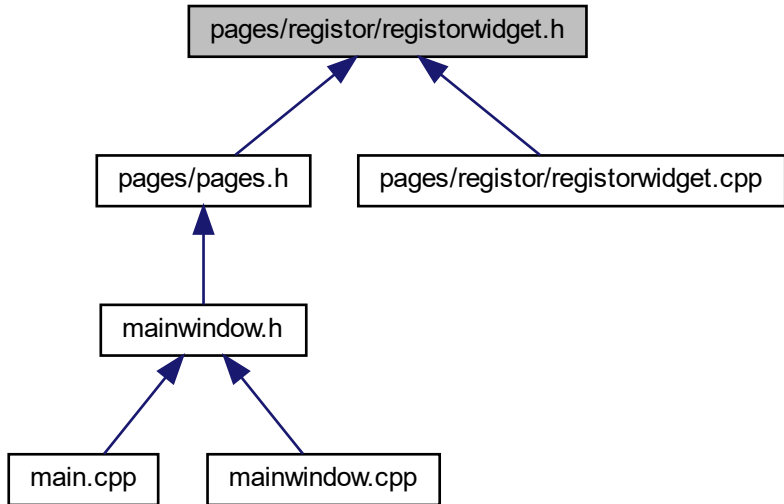 pages/registor/registorwidget.h
pages/pages.h
pages/registor/registorwidget.cpp
mainwindow.h
main.cpp
mainwindow.cpp